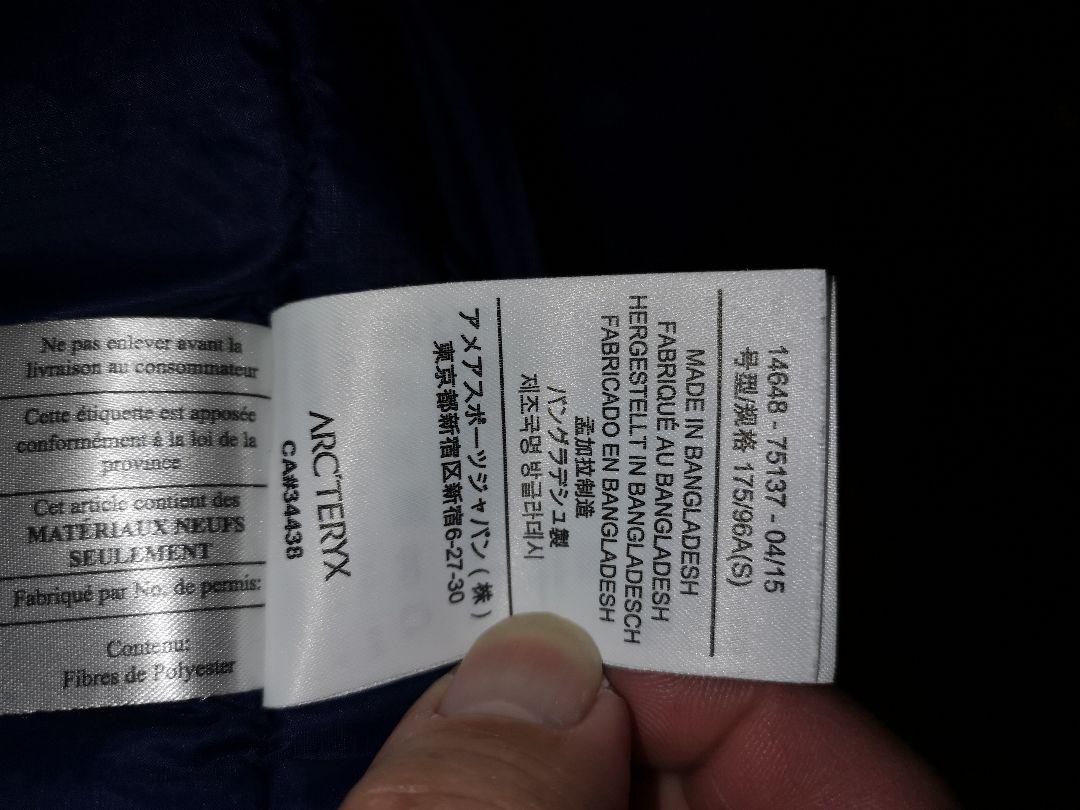 Ne pas enlever avant la
livraison au consommateur
Cette étiquette est apposée
conformément à la loi de la
province
Cet article contient des
MATÉRIAUX NEUFS
SEULEMENT
Fabriqué par No. de permis:
Contenu:
Fibres de Polyester
14648 - 75137 - 04/15
号型/规格 175/96A(S)
MADE IN BANGLADESH
FABRIQUÉ AU BANGLADESH
HERGESTELLT IN BANGLADESCH
FABRICADO EN BANGLADESH
孟加拉制造
バングラデシュ製
제조국명 방글라데시
アメアスポーツジャパン (株)
東京都新宿区新宿6-27-30
ARC'TERYX
CA#34438